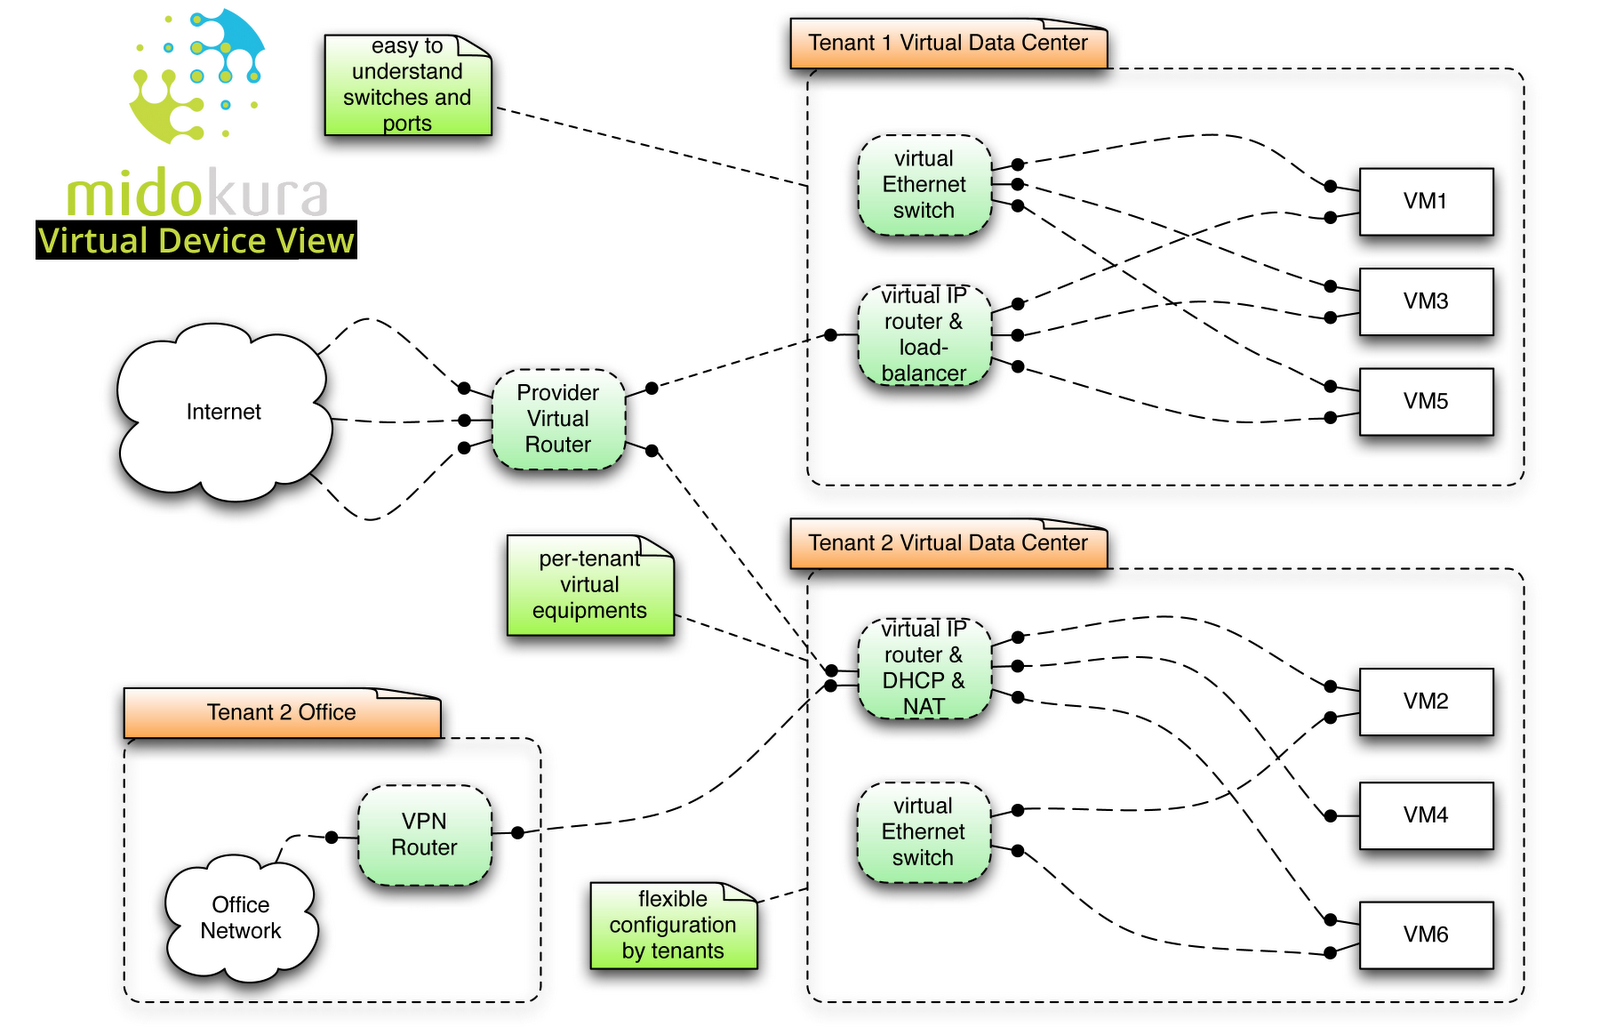 midokura
Virtual Device View
easy to
understand
switches and
ports
Tenant 1 Virtual Data Center
virtual
Ethernet
switch
VM1
virtual IP
router &
load-
balancer
VM3
VM5
Internet
Provider
Virtual
Router
per-tenant
virtual
equipments
Tenant 2 Virtual Data Center
virtual IP
router &
DHCP &
NAT
VM2
virtual
Ethernet
switch
VM4
VM6
Tenant 2 Office
VPN
Router
Office
Network
flexible
configuration
by tenants